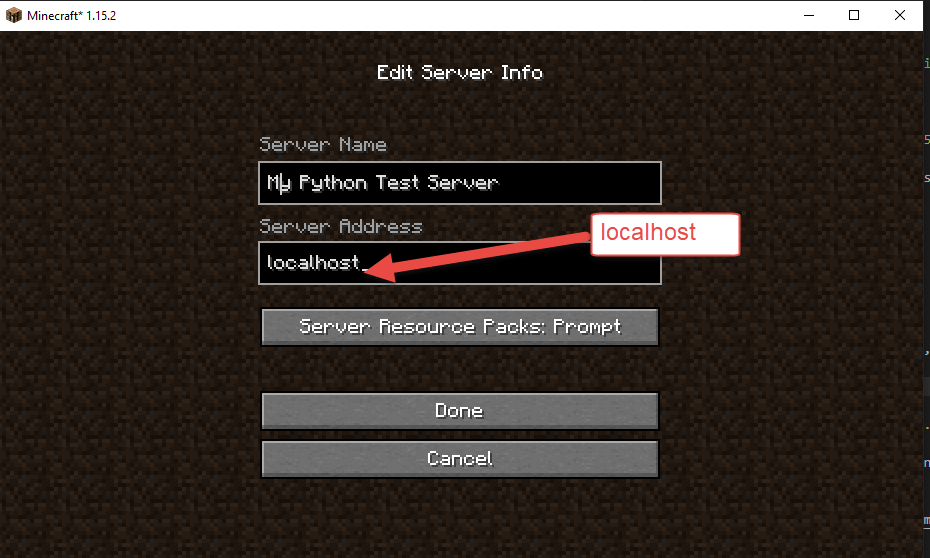 Minecraft* 1.15.2
Edit Server Info
Server Name
My Python Test Server
Server Address
localhost_
localhost
Server Resource Packs: Prompt
Done
Cancel